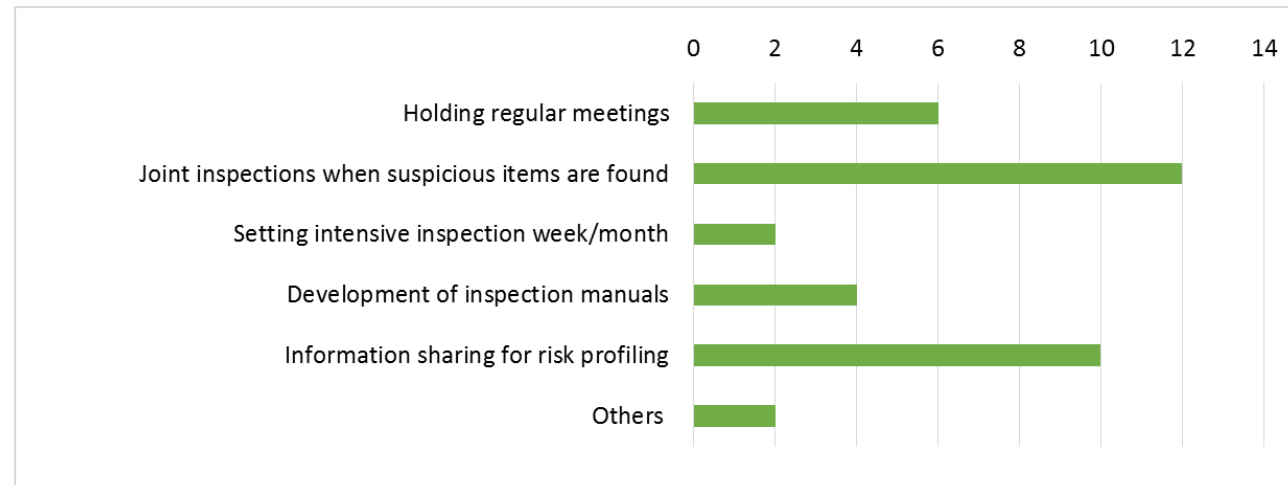 0 2 4 6 8 10 12 14
Holding regular meetings
Joint inspections when suspicious items are found
Setting intensive inspection week/month
Development of inspection manuals
Information sharing for risk profiling
Others